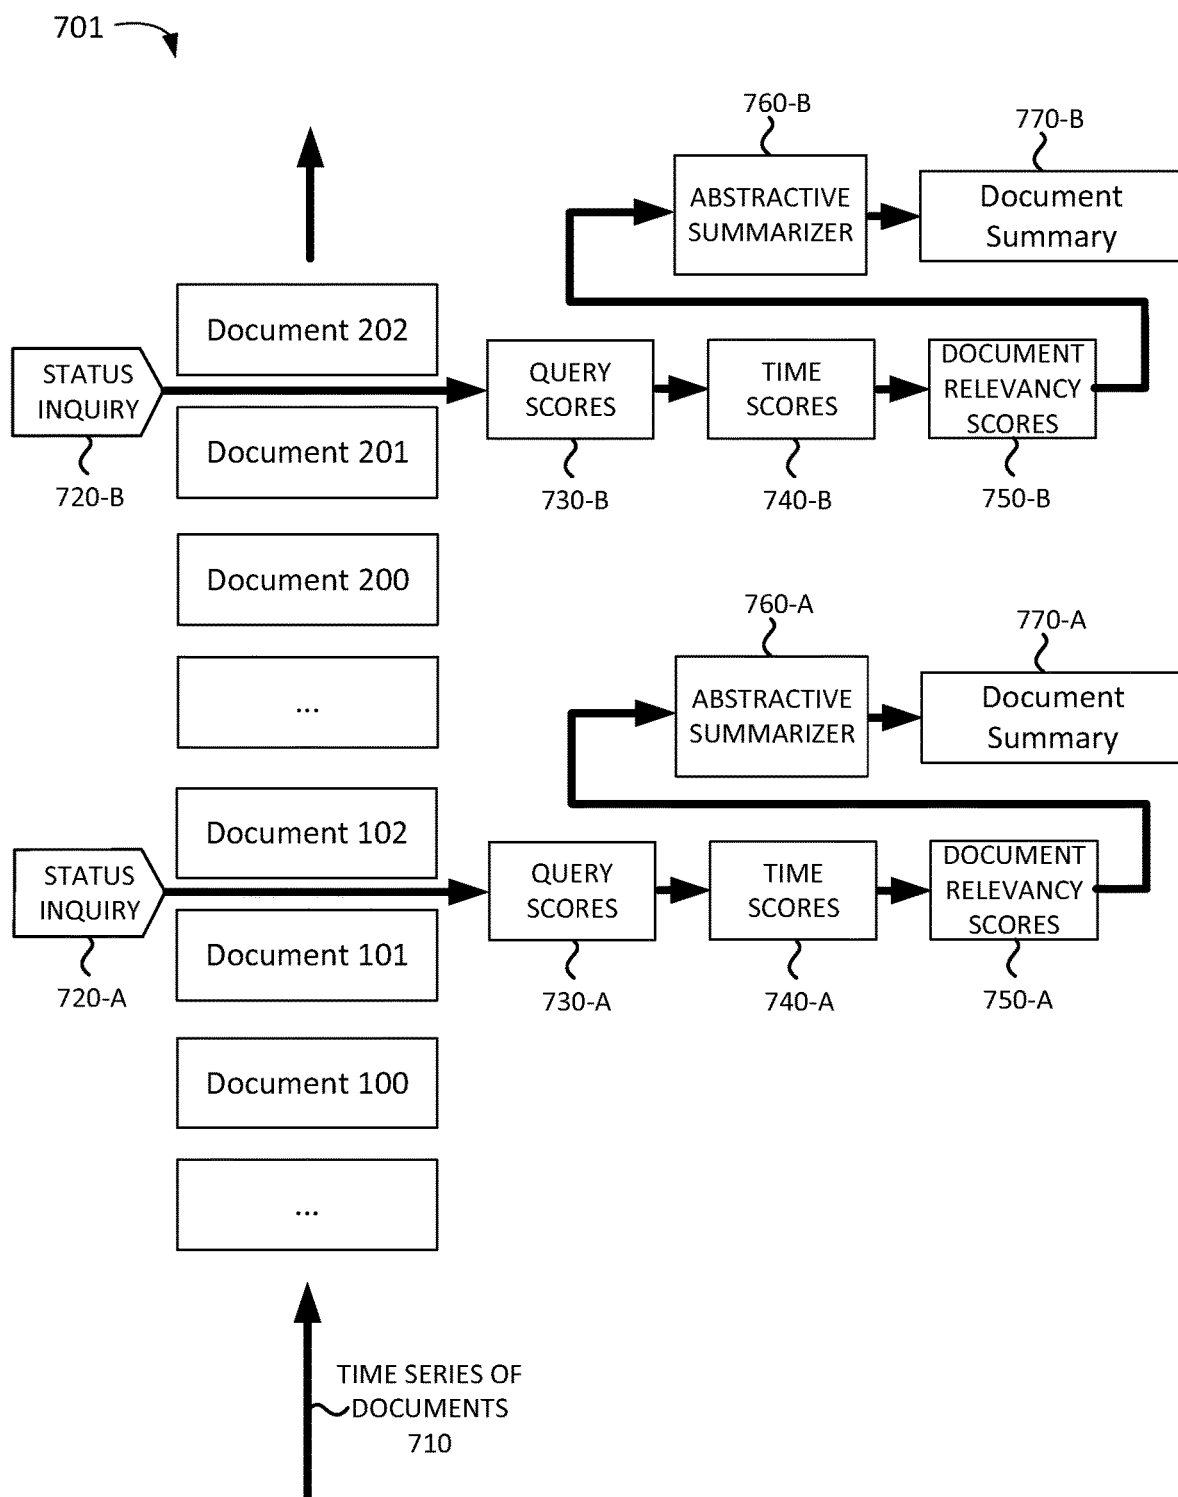 701
760-B
770-B
ABSTRACTIVE
SUMMARIZER
Document
Summary
Document 202
STATUS
INQUIRY
QUERY
SCORES
TIME
SCORES
DOCUMENT
RELEVANCY
SCORES
Document 201
720-B
730-B
740-B
750-B
Document 200
760-A
770-A
ABSTRACTIVE
SUMMARIZER
Document
Summary
...
Document 102
STATUS
INQUIRY
QUERY
SCORES
TIME
SCORES
DOCUMENT
RELEVANCY
SCORES
Document 101
720-A
730-A
740-A
750-A
Document 100
...
TIME SERIES OF
DOCUMENTS
710